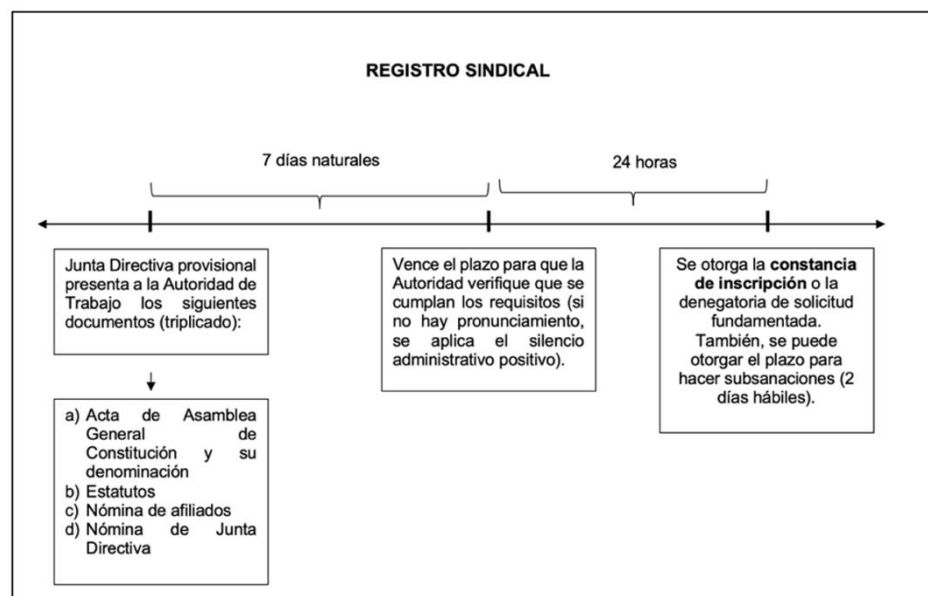 REGISTRO SINDICAL
7 días naturales
24 horas
Junta Directiva provisional
presenta a la Autoridad de
Trabajo los siguientes
documentos (triplicado):
a) Acta de Asamblea
General de
Constitución y su
denominación
b) Estatutos
c) Nómina de afiliados
d) Nómina de Junta
Directiva
Vence el plazo para que la
Autoridad verifique que se
cumplan los requisitos (si
no hay pronunciamiento,
se aplica el silencio
administrativo positivo).
Se otorga la constancia
de inscripción o la
denegatoria de solicitud
fundamentada.
También, se puede
otorgar el plazo para
hacer subsanaciones (2
días hábiles).